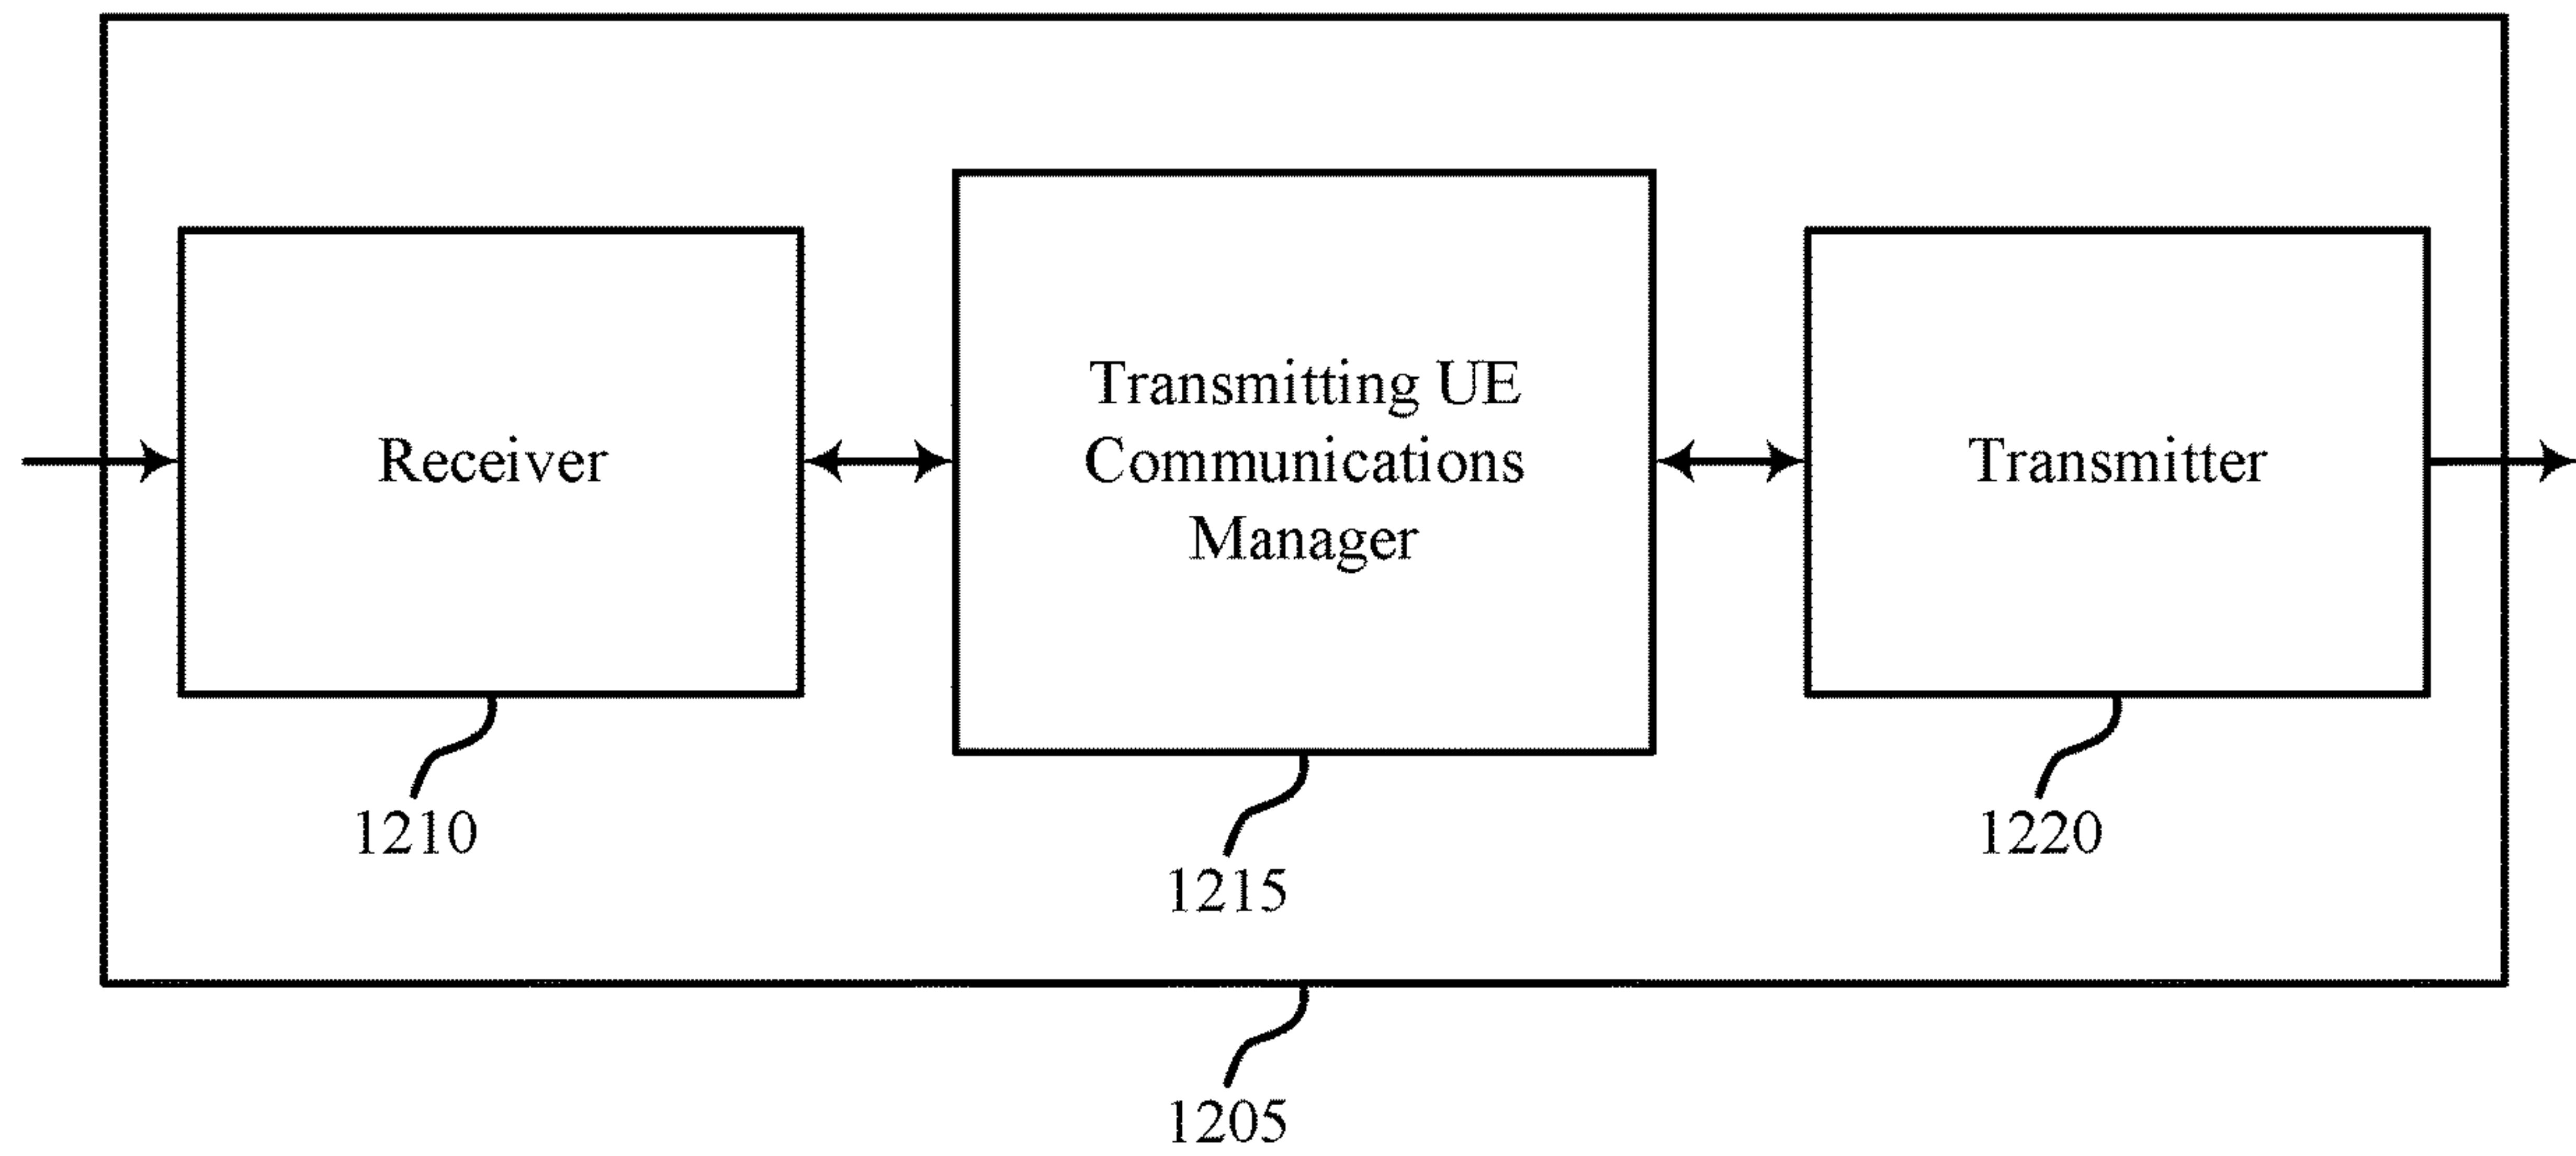 Receiver
Transmitting UE
Communications
Manager
Transmitter
1210
1215
1220
1205